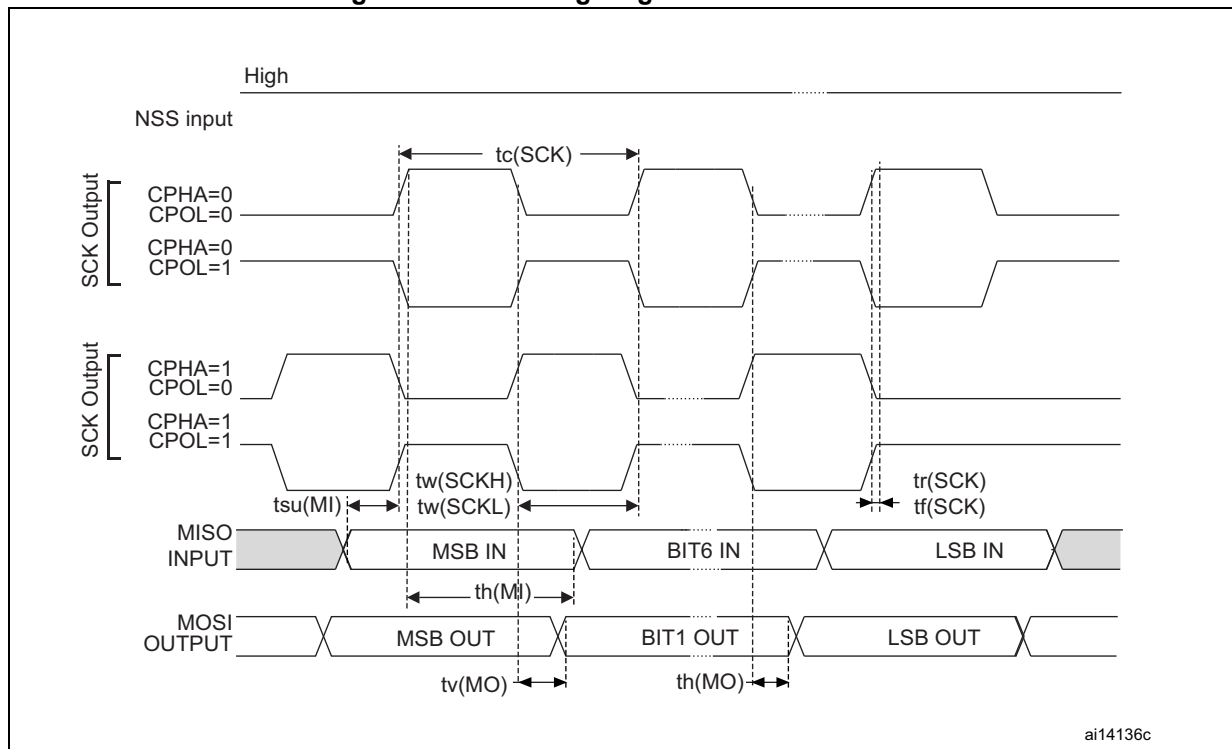 High
NSS input
tc(SCK)
SCK Output
CPHA=0
CPOL=0
CPHA=0
CPOL=1
SCK Output
CPHA=1
CPOL=0
CPHA=1
CPOL=1
tw(SCKH)
tw(SCKL)
tr(SCK)
tf(SCK)
tsu(MI)
MISO
INPUT
MSB IN
BIT6 IN
LSB IN
th(MI)
MOSI
OUTPUT
MSB OUT
BIT1 OUT
LSB OUT
tv(MO)
th(MO)
ai14136c